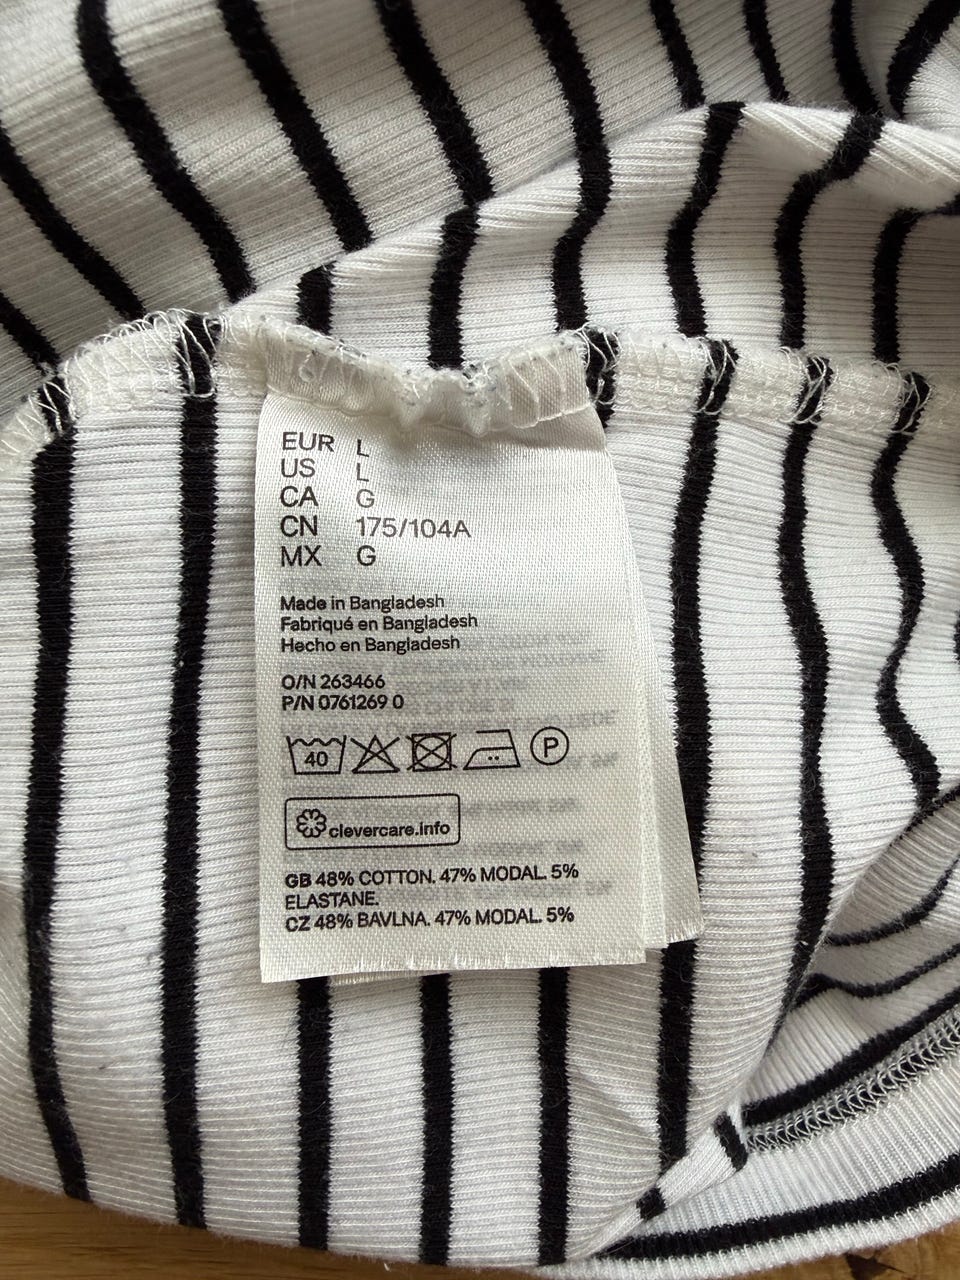 EUR L
US L
CA G
CN 175/104A
MX G
Made in Bangladesh
Fabriqué en Bangladesh
Hecho en Bangladesh
O/N 263466
P/N 0761269 0
40 P
clevercare.info
GB 48% COTTON. 47% MODAL. 5%
ELASTANE.
CZ 48% BAVLNA. 47% MODAL. 5%